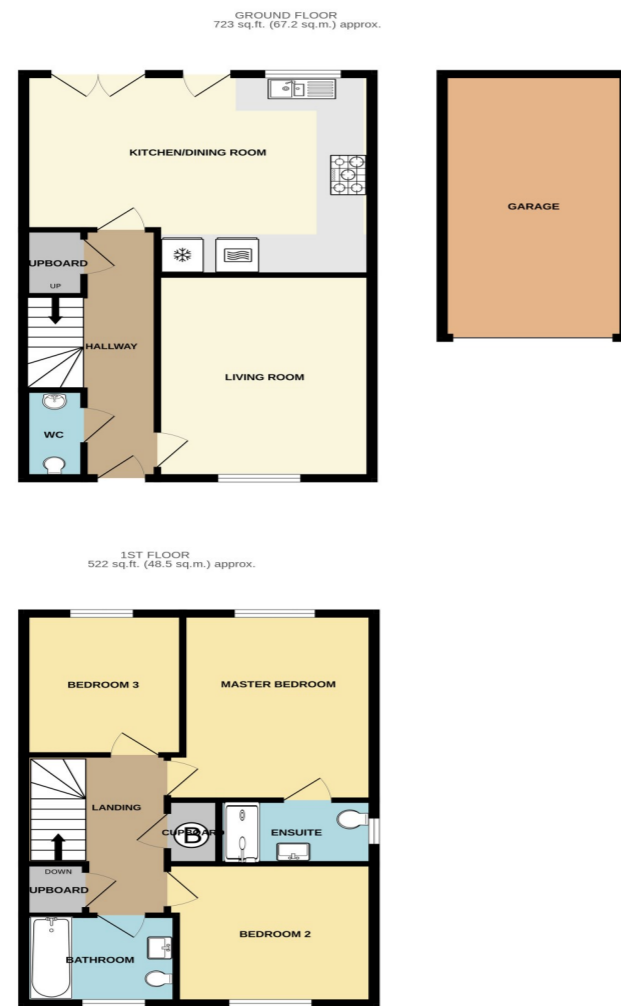 GROUND FLOOR
723 sq.ft. (67.2 sq.m.) approx.
KITCHEN/DINING ROOM
GARAGE
UPBOARD
UP
HALLWAY
LIVING ROOM
WC
1ST FLOOR
522 sq.ft. (48.5 sq.m.) approx.
BEDROOM 3
MASTER BEDROOM
LANDING
CUPBOARD
B
ENSUITE
DOWN
UPBOARD
BEDROOM 2
BATHROOM